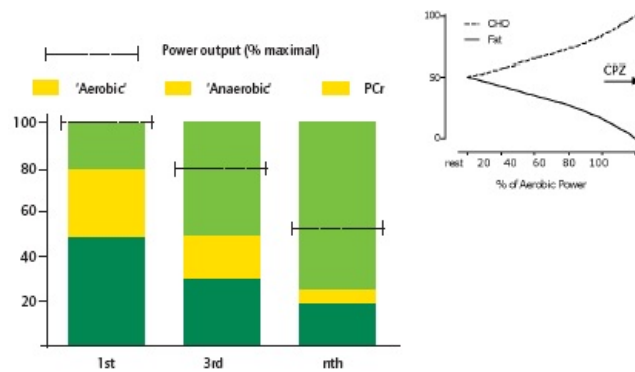 Power output (% maximal)
'Aerobic' 'Anaerobic' PCr
100
80
60
40
20
1st 3rd nth
100
CHO
Fat
50
CPZ
0
rest 20 40 60 80 100
% of Aerobic Power